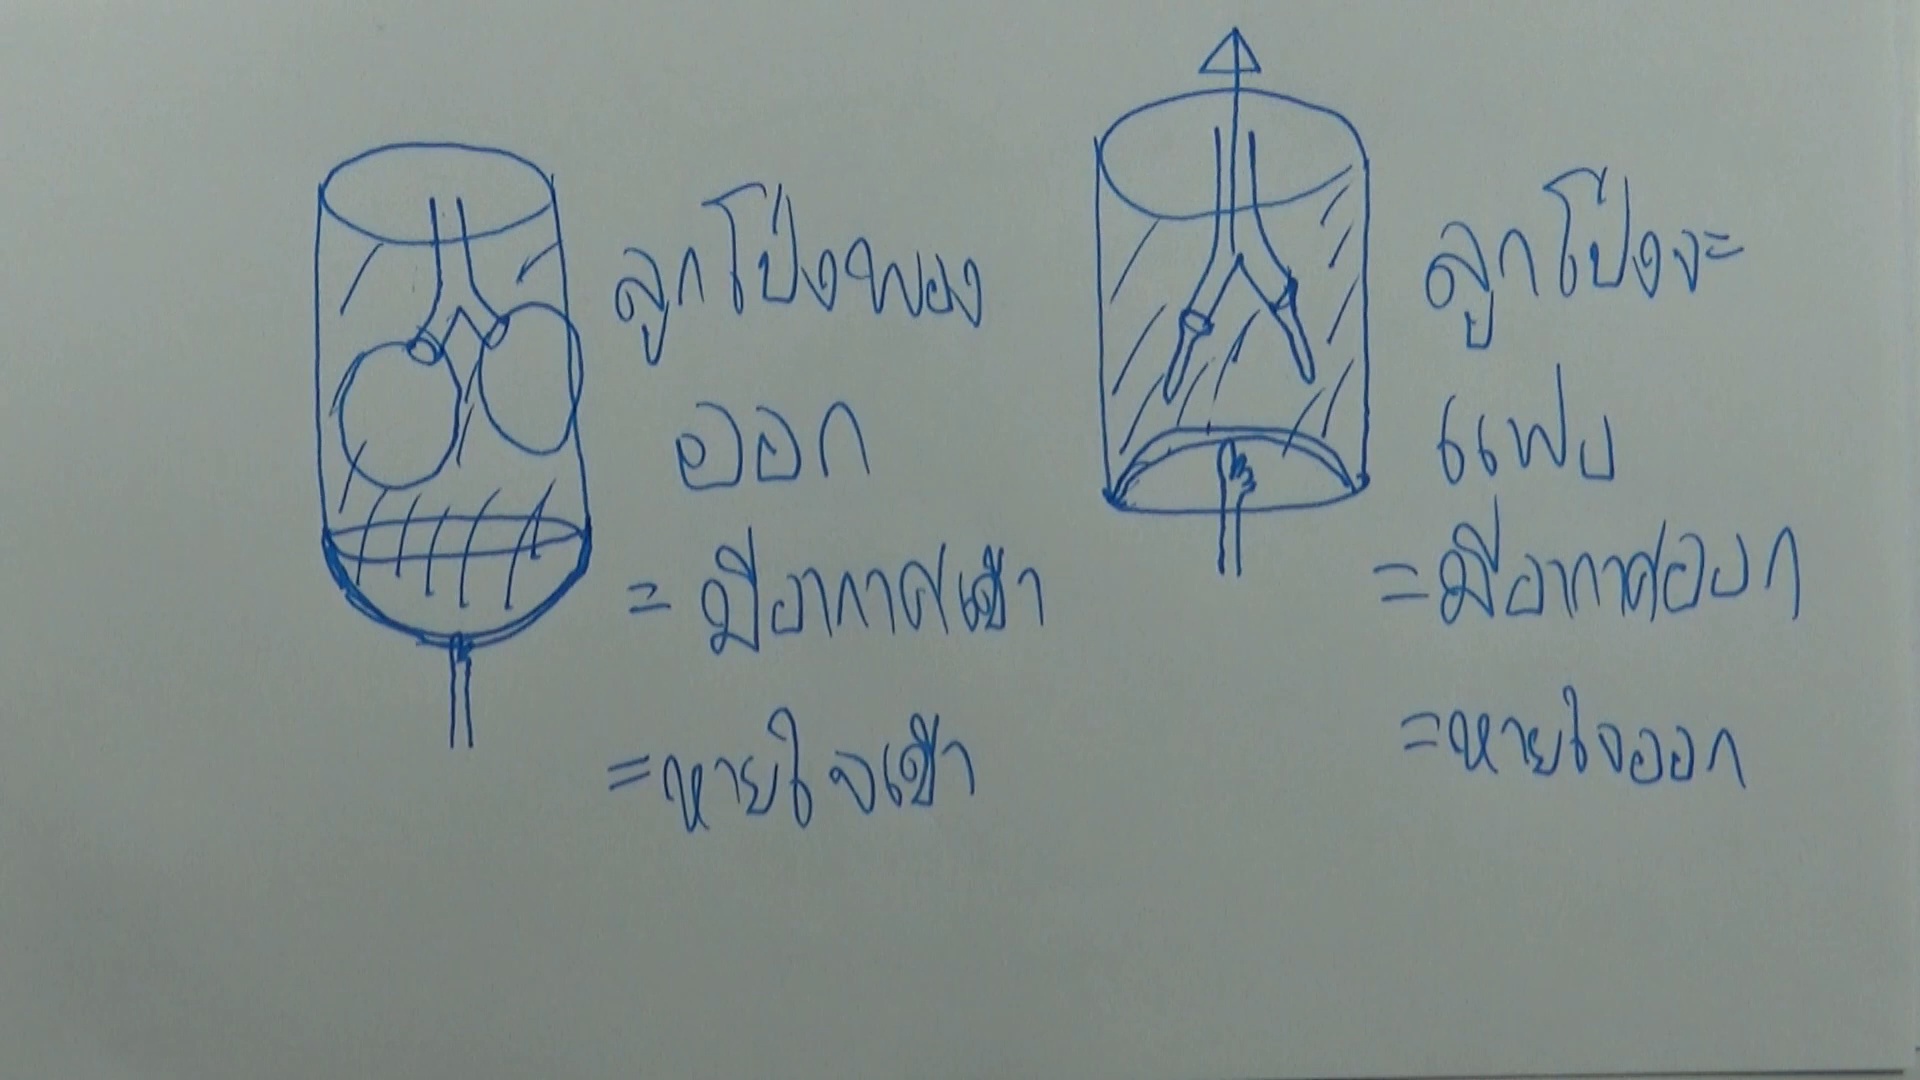 ลูกโป่งพอง
ออก
= มีอากาศเข้า
= หายใจเข้า
ลูกโป่งจะ
แฟบ
= มีอากาศออก
= หายใจออก